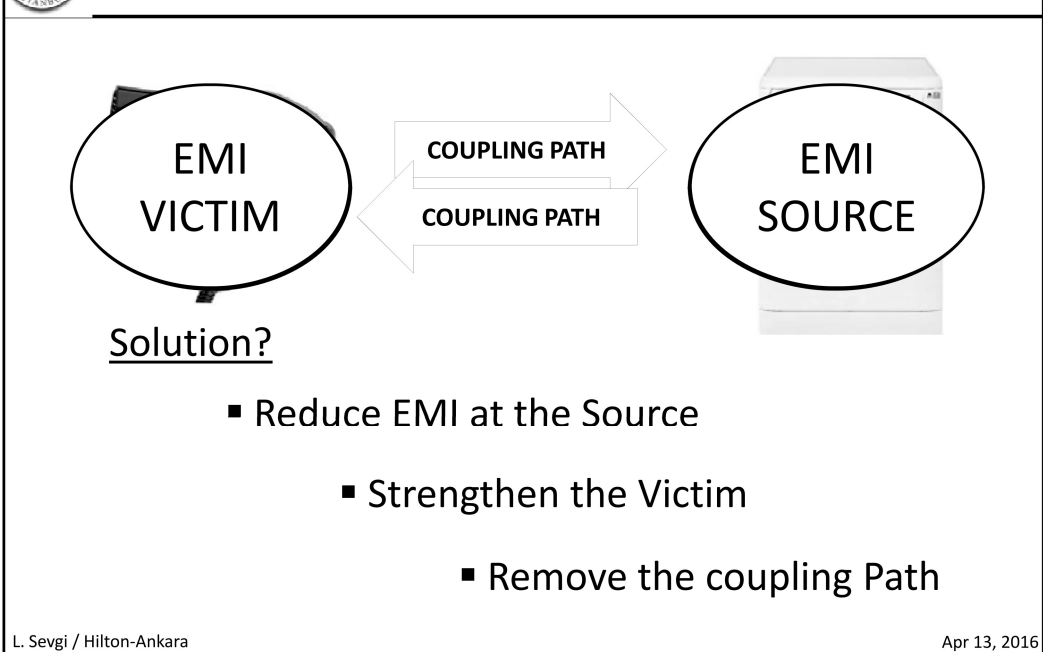 EMI
VICTIM
COUPLING PATH
COUPLING PATH
EMI
SOURCE
Solution?
▪ Reduce EMI at the Source
▪ Strengthen the Victim
▪ Remove the coupling Path
L. Sevgi / Hilton-Ankara
Apr 13, 2016